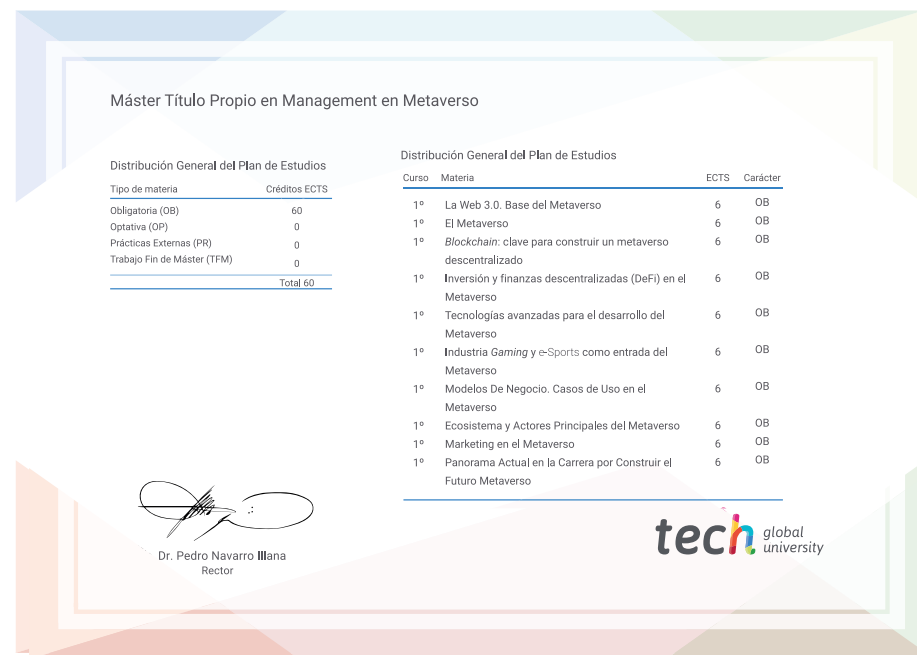 Máster Título Propio en Management en Metaverso
Distribución General del Plan de Estudios
Tipo de materia Créditos ECTS
Obligatoria (OB) 60
Optativa (OP) 0
Prácticas Externas (PR) 0
Trabajo Fin de Máster (TFM) 0
Total 60
Distribución General del Plan de Estudios
Curso Materia ECTS Carácter
1º La Web 3.0. Base del Metaverso 6 OB
1º El Metaverso 6 OB
1º Blockchain: clave para construir un metaverso 6 OB
descentralizado
1º Inversión y finanzas descentralizadas (DeFi) en el 6 OB
Metaverso
1º Tecnologías avanzadas para el desarrollo del 6 OB
Metaverso
1º Industria Gaming y e-Sports como entrada del 6 OB
Metaverso
1º Modelos De Negocio. Casos de Uso en el 6 OB
Metaverso
1º Ecosistema y Actores Principales del Metaverso 6 OB
1º Marketing en el Metaverso 6 OB
1º Panorama Actual en la Carrera por Construir el 6 OB
Futuro Metaverso
Dr. Pedro Navarro Illana
Rector
tech global
university